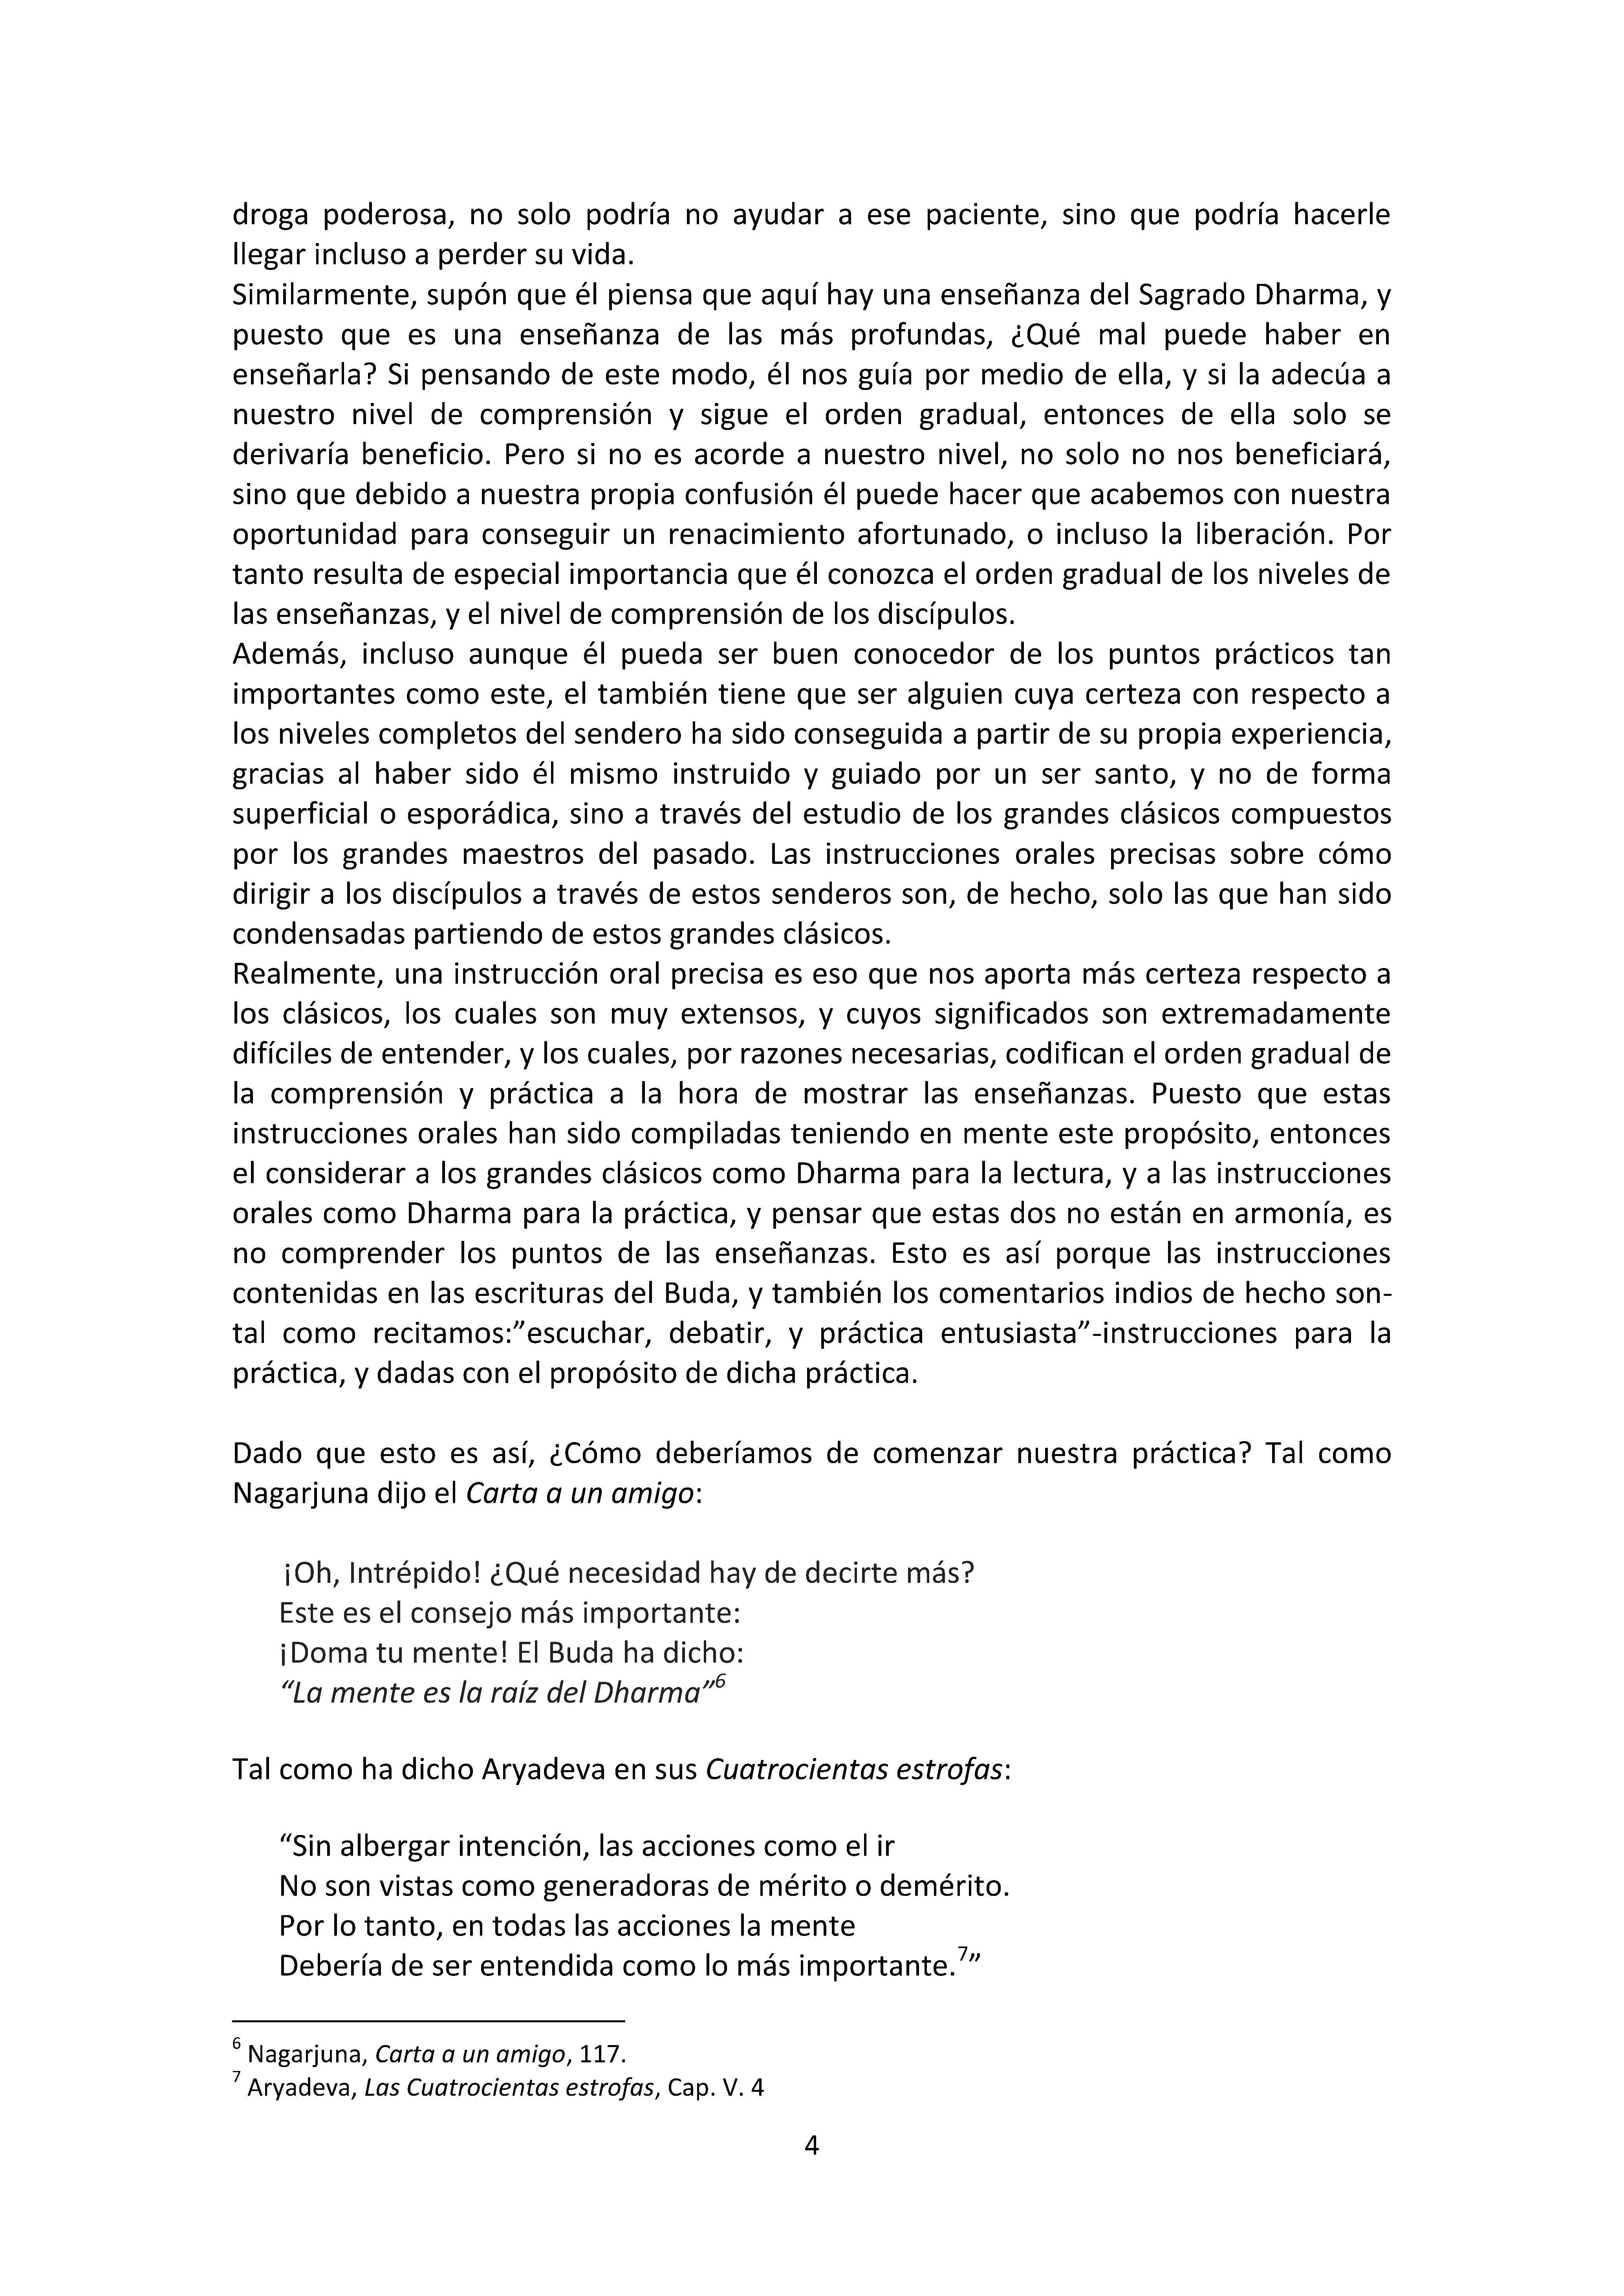 droga poderosa, no solo podría no ayudar a ese paciente, sino que podría hacerle
llegar incluso a perder su vida.
Similarmente, supón que él piensa que aquí hay una enseñanza del Sagrado Dharma, y
puesto que es una enseñanza de las más profundas, ¿Qué mal puede haber en
enseñarla? Si pensando de este modo, él nos guía por medio de ella, y si la adecúa a
nuestro nivel de comprensión y sigue el orden gradual, entonces de ella solo se
derivaría beneficio. Pero si no es acorde a nuestro nivel, no solo no nos beneficiará,
sino que debido a nuestra propia confusión él puede hacer que acabemos con nuestra
oportunidad para conseguir un renacimiento afortunado, o incluso la liberación. Por
tanto resulta de especial importancia que él conozca el orden gradual de los niveles de
las enseñanzas, y el nivel de comprensión de los discípulos.
Además, incluso aunque él pueda ser buen conocedor de los puntos prácticos tan
importantes como este, el también tiene que ser alguien cuya certeza con respecto a
los niveles completos del sendero ha sido conseguida a partir de su propia experiencia,
gracias al haber sido él mismo instruido y guiado por un ser santo, y no de forma
superficial o esporádica, sino a través del estudio de los grandes clásicos compuestos
por los grandes maestros del pasado. Las instrucciones orales precisas sobre cómo
dirigir a los discípulos a través de estos senderos son, de hecho, solo las que han sido
condensadas partiendo de estos grandes clásicos.
Realmente, una instrucción oral precisa es eso que nos aporta más certeza respecto a
los clásicos, los cuales son muy extensos, y cuyos significados son extremadamente
difíciles de entender, y los cuales, por razones necesarias, codifican el orden gradual de
la comprensión y práctica a la hora de mostrar las enseñanzas. Puesto que estas
instrucciones orales han sido compiladas teniendo en mente este propósito, entonces
el considerar a los grandes clásicos como Dharma para la lectura, y a las instrucciones
orales como Dharma para la práctica, y pensar que estas dos no están en armonía, es
no comprender los puntos de las enseñanzas. Esto es así porque las instrucciones
contenidas en las escrituras del Buda, y también los comentarios indios de hecho son-
tal como recitamos:”escuchar, debatir, y práctica entusiasta”-instrucciones para la
práctica, y dadas con el propósito de dicha práctica.
Dado que esto es así, ¿Cómo deberíamos de comenzar nuestra práctica? Tal como
Nagarjuna dijo el Carta a un amigo:
¡Oh, Intrépido! ¿Qué necesidad hay de decirte más?
Este es el consejo más importante:
¡Doma tu mente! El Buda ha dicho:
“La mente es la raíz del Dharma”6
Tal como ha dicho Aryadeva en sus Cuatrocientas estrofas:
“Sin albergar intención, las acciones como el ir
No son vistas como generadoras de mérito o demérito.
Por lo tanto, en todas las acciones la mente
Debería de ser entendida como lo más importante.7”
6 Nagarjuna, Carta a un amigo, 117.
7 Aryadeva, Las Cuatrocientas estrofas, Cap. V. 4
4